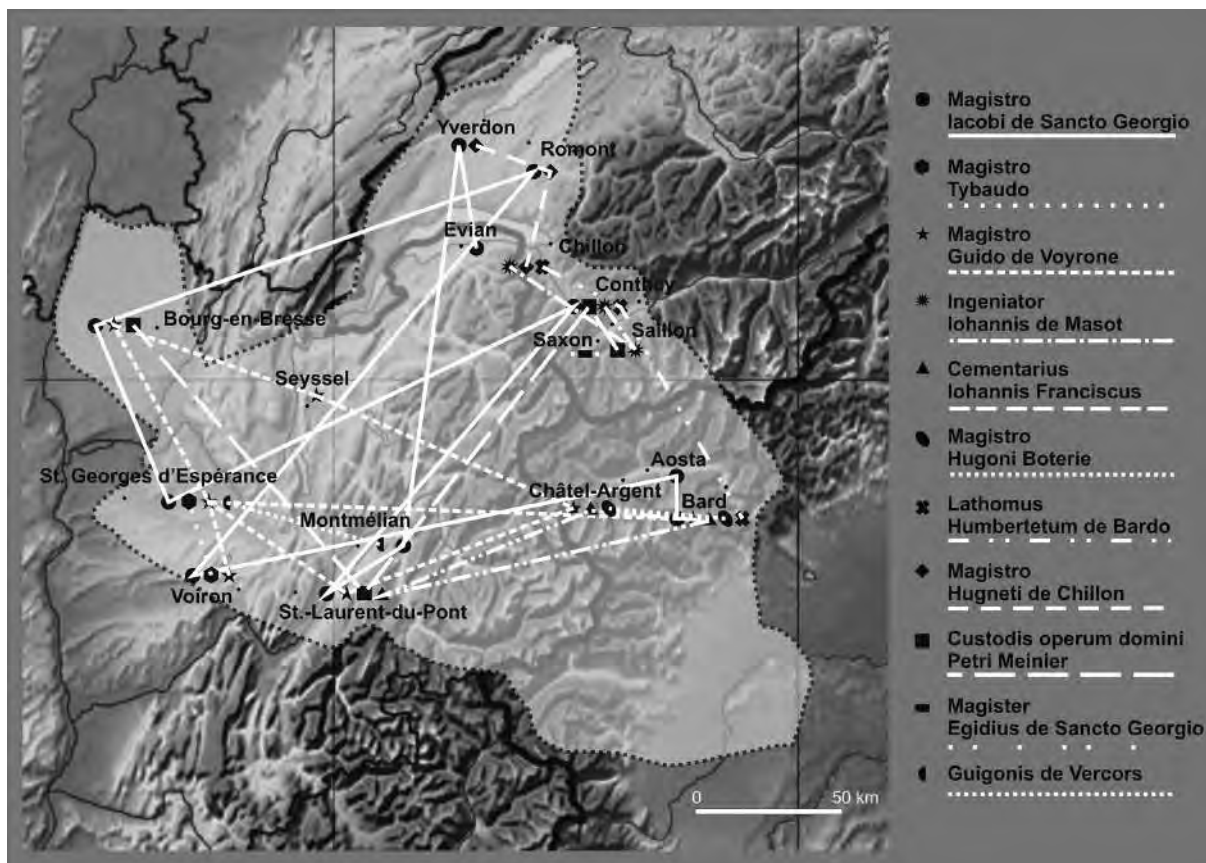 Yverdon
Romont
Evian
Chillon
Conthey
Bourg-en-Bresse
Saxon
Saillon
Seyssel
St. Georges d'Espérance
Aosta
Châtel-Argent
Bard
Montmélian
Voiron
St.-Laurent-du-Pont
0
50 km
Magistro
Iacobi de Sancto Georgio
Magistro
Tybaudo
Magistro
Guido de Voyrone
Ingeniator
Iohannis de Masot
Cementarius
Iohannis Franciscus
Magistro
Hugoni Boterie
Lathomus
Humbertetum de Bardo
Magistro
Hugneti de Chillon
Custodis operum domini
Petri Meinier
Magister
Egidius de Sancto Georgio
Guigonis de Vercors